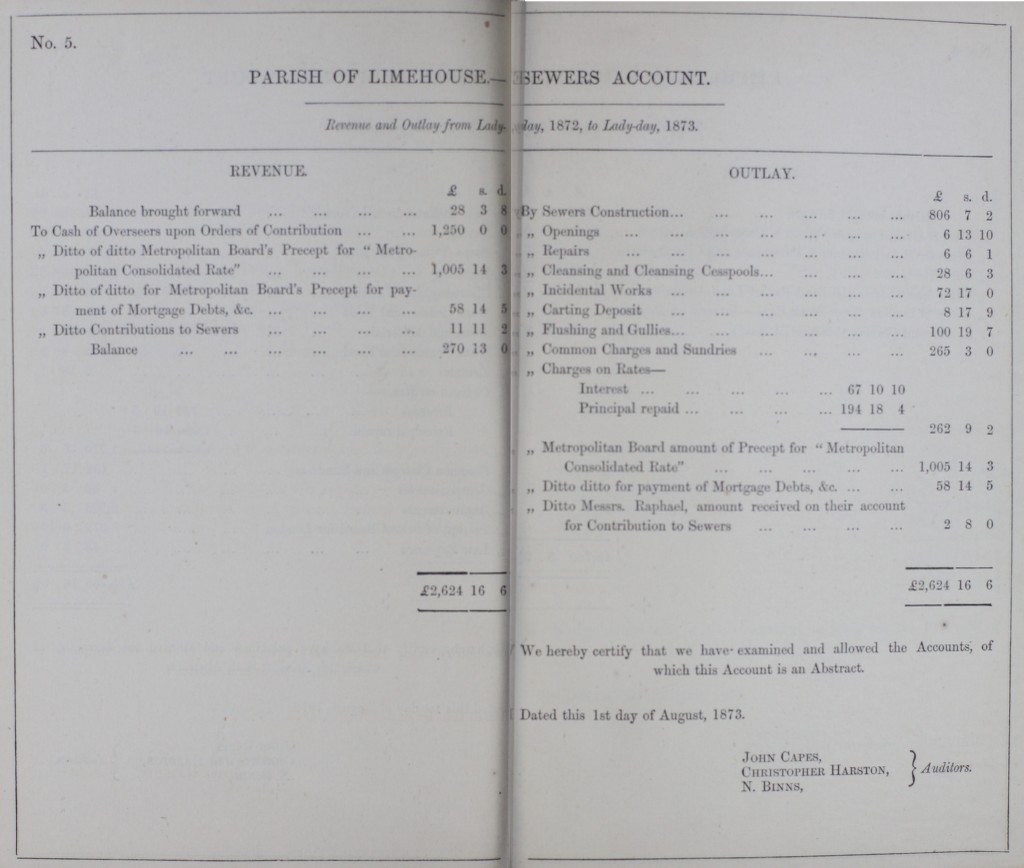 No. 5.
PARISH OF LIMEHOUSE.— SEWERS ACCOUNT.
Revenue and Outlay from Lady-day, 1872, to Lady-day, 1873.
REVENUE.
£ s. d.
Balance brought forward ... ... ... ... 28 3 8
To Cash of Overseers upon Orders of Contribution ... ... 1,250 0 0
„ Ditto of ditto Metropolitan Board's Precept for “ Metro-
politan Consolidated Rate” ... ... ... ... 1,005 14 3
„ Ditto of ditto for Metropolitan Board's Precept for pay-
ment of Mortgage Debts, &c. ... ... ... ... 58 14 5
„ Ditto Contributions to Sewers ... ... ... ... 11 11 2
Balance ... ... ... ... ... ... 270 13 0
£2,624 16 6
OUTLAY.
£ s. d.
By Sewers Construction... ... ... ... ... ... 806 7 2
„ Openings ... ... ... ... ... ... 6 13 10
„ Repairs ... ... ... ... ... ... 6 6 1
„ Cleansing and Cleansing Cesspools... ... ... ... 28 6 3
„ Incidental Works ... ... ... ... ... 72 17 0
„ Carting Deposit ... ... ... ... ... 8 17 9
„ Flushing and Gullies... ... ... ... ... ... 100 19 7
„ Common Charges and Sundries ... ... ... ... 265 3 0
„ Charges on Rates—
Interest ... ... ... ... ... 67 10 10
Principal repaid ... ... ... ... 194 18 4
262 9 2
„ Metropolitan Board amount of Precept for “ Metropolitan
Consolidated Rate” ... ... ... ... ... 1,005 14 3
„ Ditto ditto for payment of Mortgage Debts, &c. ... ... 58 14 5
„ Ditto Messrs. Raphael, amount received on their account
for Contribution to Sewers ... ... ... ... 2 8 0
£2,624 16 6
We hereby certify that we have examined and allowed the Accounts, of
which this Account is an Abstract.
Dated this 1st day of August, 1873.
JOHN CAPES,
CHRISTOPHER HARSTON, } Auditors.
N. BINNS,